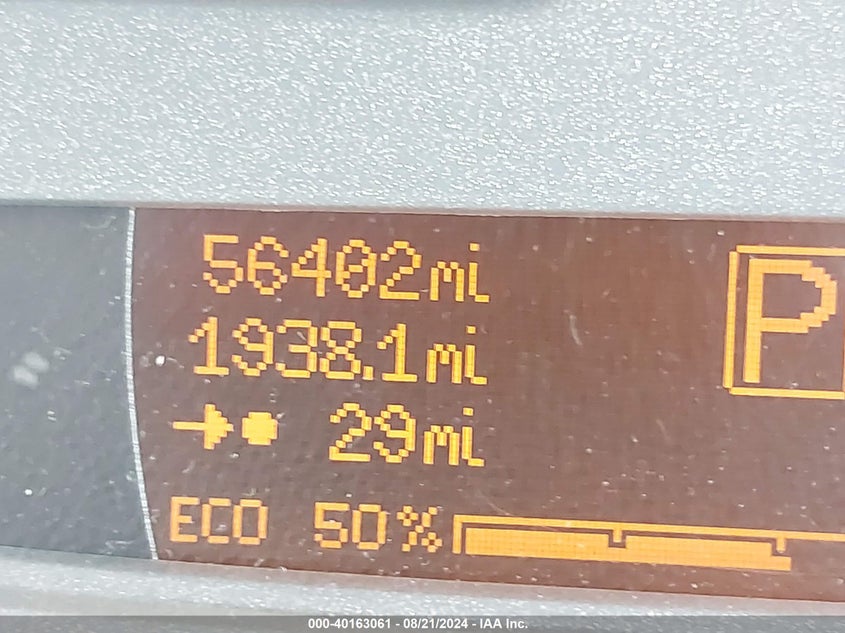 56402mi
1938.1mi
29mi
P
ECO 50%
000-40163061 - 08/21/2024 - IAA Inc.